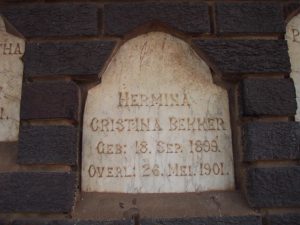 HERMINA
CRISTINA BEKKER
GEB: 18. SEP. 1899.
OVERL: 26. MEI. 1901.